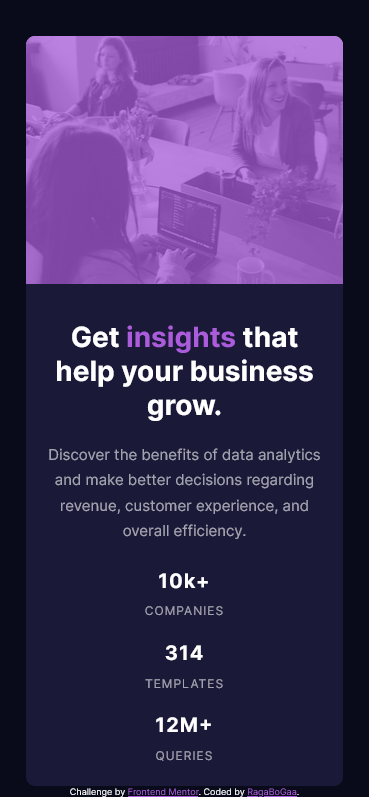 Get insights that
help your business
grow.
Discover the benefits of data analytics
and make better decisions regarding
revenue, customer experience, and
overall efficiency.
10k+
COMPANIES
314
TEMPLATES
12M+
QUERIES
Challenge by Frontend Mentor. Coded by RagaBoGaa.